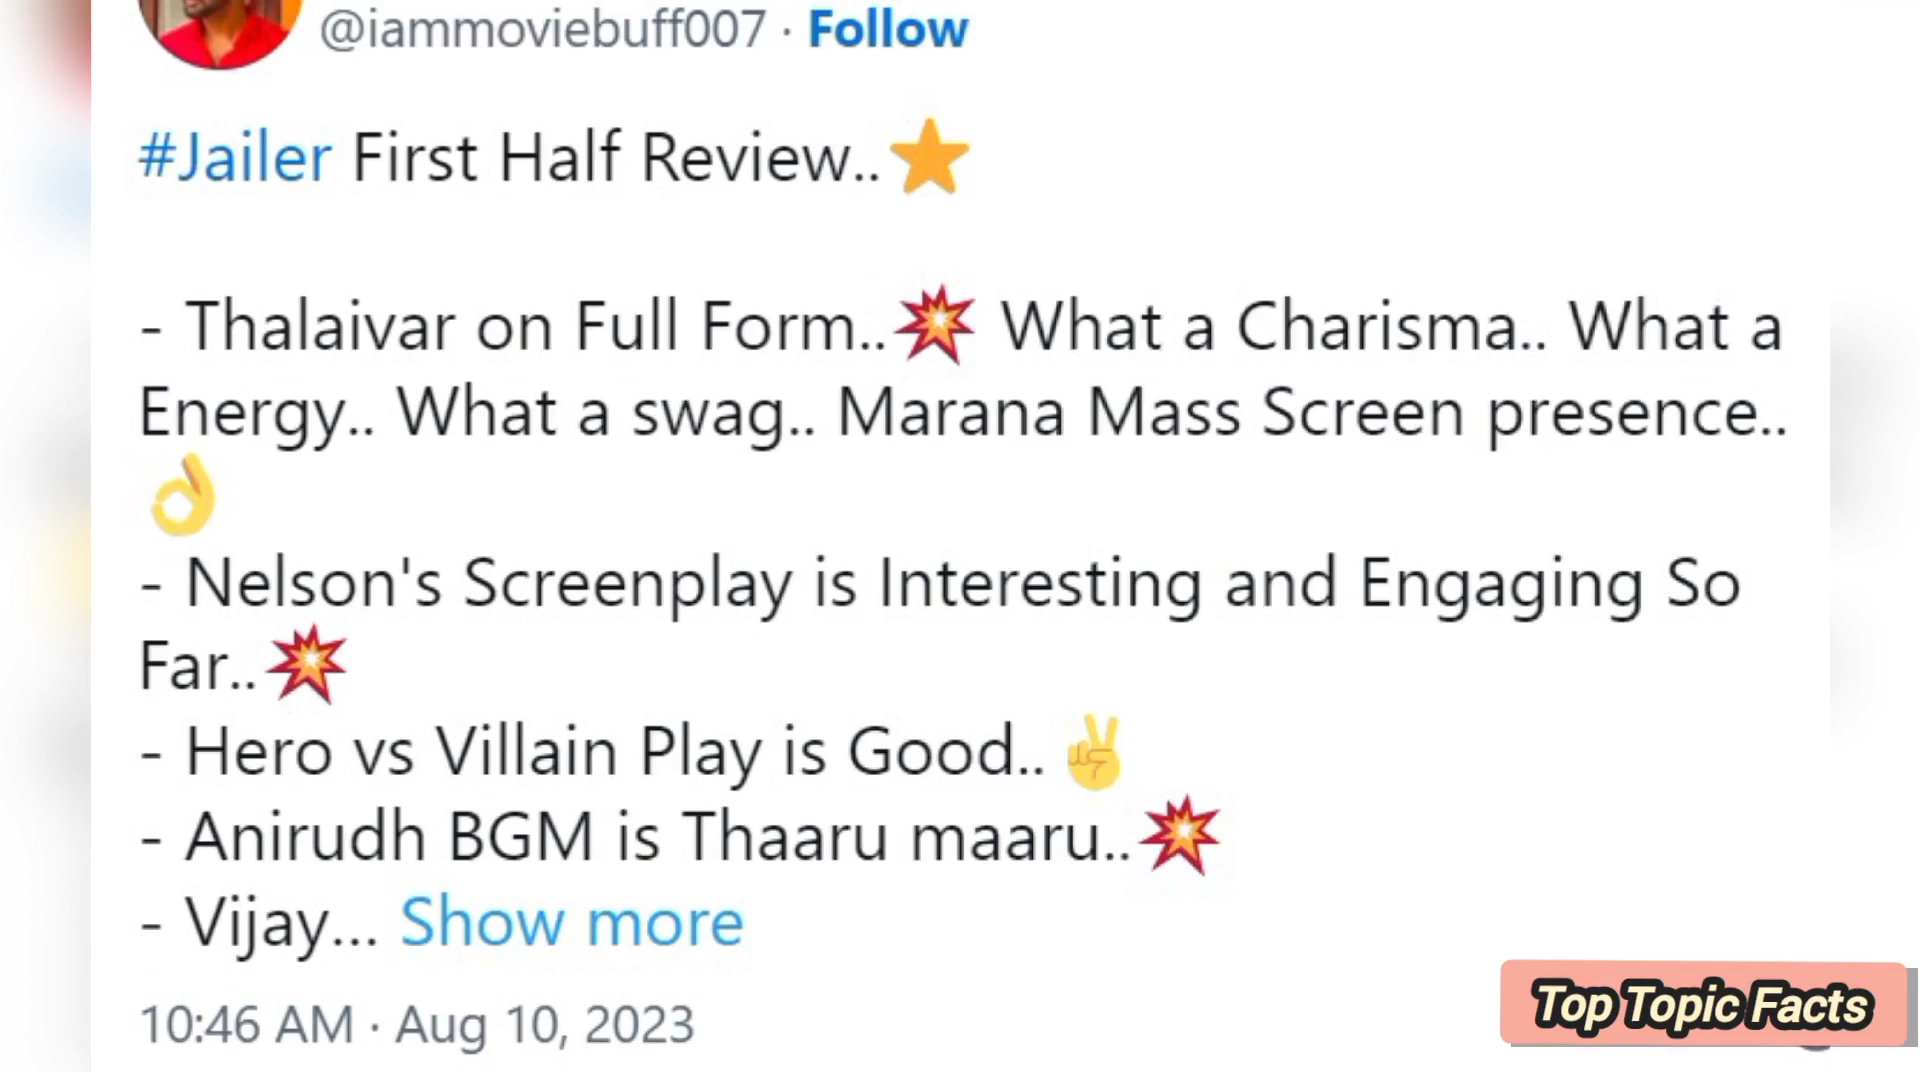 @iammoviebuff007 · Follow
#Jailer First Half Review..⭐
- Thalaivar on Full Form..💥 What a Charisma.. What a
Energy.. What a swag.. Marana Mass Screen presence..
👌
- Nelson's Screenplay is Interesting and Engaging So
Far..💥
- Hero vs Villain Play is Good.. ✌
- Anirudh BGM is Thaaru maaru..💥
- Vijay... Show more
10:46 AM · Aug 10, 2023
Top Topic Facts